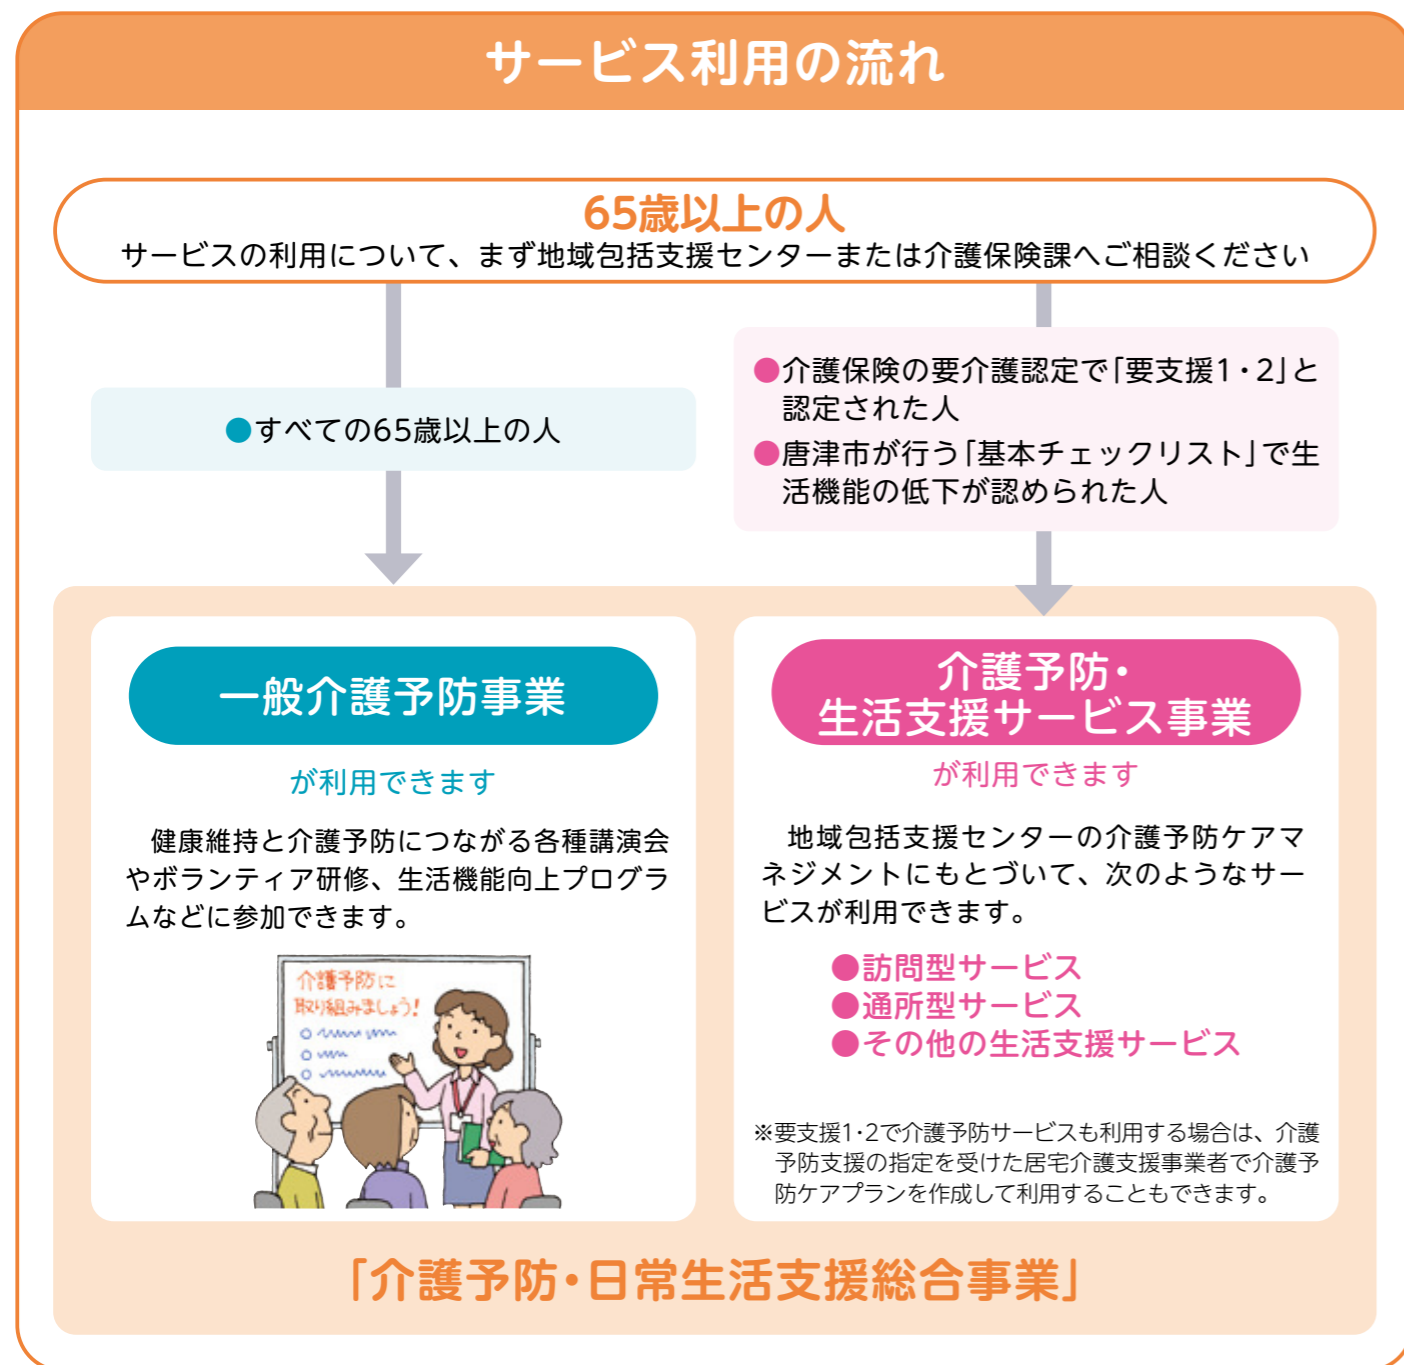 サービス利用の流れ
65歳以上の人
サービスの利用について、まず地域包括支援センターまたは介護保険課へご相談ください
●すべての65歳以上の人
●介護保険の要介護認定で「要支援1・2」と
認定された人
●唐津市が行う「基本チェックリスト」で生
活機能の低下が認められた人
一般介護予防事業
が利用できます
健康維持と介護予防につながる各種講演会
やボランティア研修、生活機能向上プログラ
ムなどに参加できます。
介護予防に
取り組みましょう!
介護予防・
生活支援サービス事業
が利用できます
地域包括支援センターの介護予防ケアマ
ネジメントにもとづいて、次のようなサー
ビスが利用できます。
●訪問型サービス
●通所型サービス
●その他の生活支援サービス
※要支援1・2で介護予防サービスも利用する場合は、介護
予防支援の指定を受けた居宅介護支援事業者で介護予
防ケアプランを作成して利用することもできます。
「介護予防・日常生活支援総合事業」